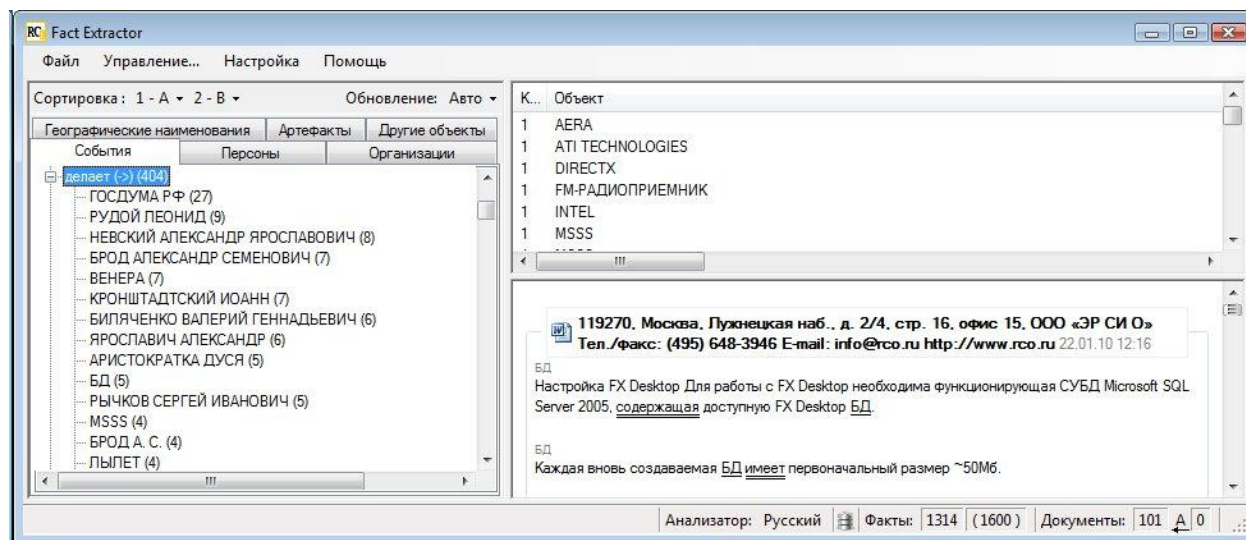 RC Fact Extractor
Файл Управление... Настройка Помощь
Сортировка: 1 - А 2 - В Обновление: Авто
Географические наименования Артефакты Другие объекты
События Персоны Организации
делает (->) (404)
ГОСДУМА РФ (27)
РУДОЙ ЛЕОНИД (9)
НЕВСКИЙ АЛЕКСАНДР ЯРОСЛАВОВИЧ (8)
БРОД АЛЕКСАНДР СЕМЕНОВИЧ (7)
ВЕНЕРА (7)
КРОНШТАДТСКИЙ ИОАНН (7)
БИЛЯЧЕНКО ВАЛЕРИЙ ГЕННАДЬЕВИЧ (6)
ЯРОСЛАВИЧ АЛЕКСАНДР (6)
АРИСТОКРАТКА ДУСЯ (5)
БД (5)
РЫЧКОВ СЕРГЕЙ ИВАНОВИЧ (5)
MSSS (4)
БРОД А. С. (4)
ПЫПЕТ (4)
К... Объект
1 AERA
1 ATI TECHNOLOGIES
1 DIRECTX
1 FM-РАДИОПРИЕМНИК
1 INTEL
1 MSSS
119270, Москва, Лужнецкая наб., д. 2/4, стр. 16, офис 15, ООО «ЭР СИ О»
Тел./факс: (495) 648-3946 E-mail: info@rco.ru http://www.rco.ru 22.01.10 12:16
БД
Настройка FX Desktop Для работы с FX Desktop необходима функционирующая СУБД Microsoft SQL
Server 2005, содержащая доступную FX Desktop БД.
БД
Каждая вновь создаваемая БД имеет первоначальный размер ~50Мб.
Анализатор: Русский Факты: 1314 (1600) Документы: 101 А 0